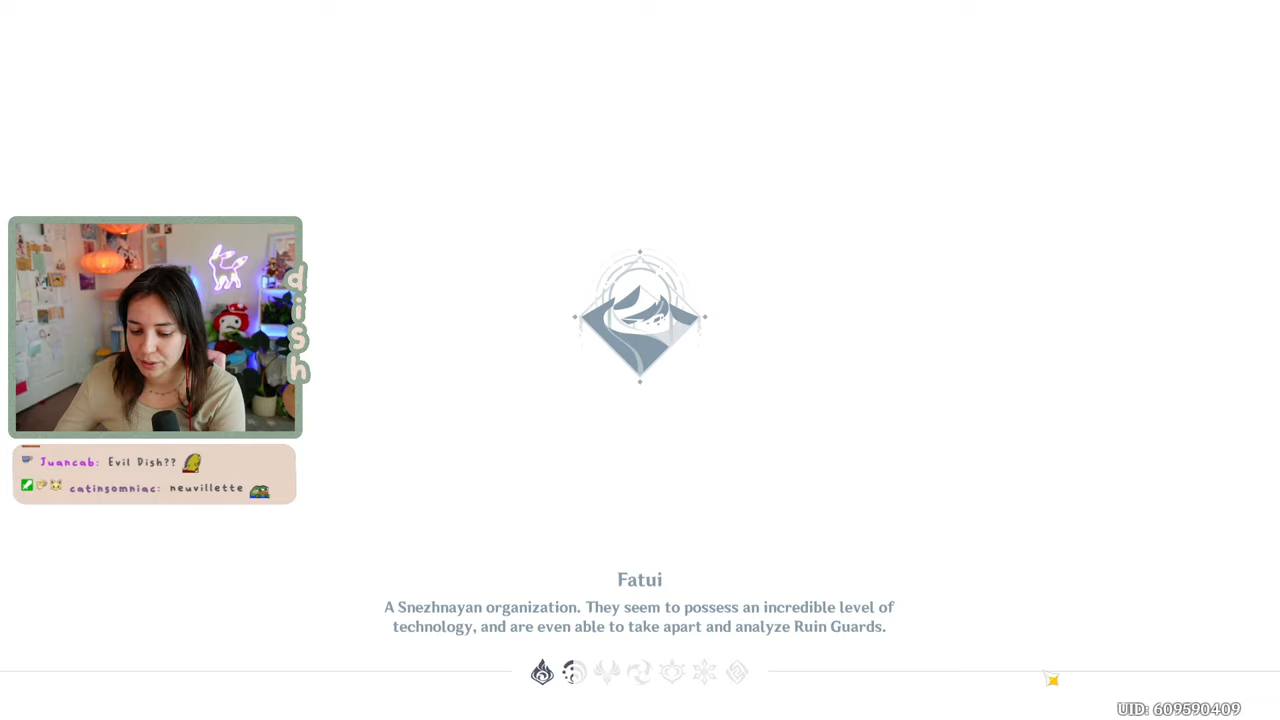 dish
Juancab: Evil Dish??
catinsomniac: neuvillette
Fatui
A Snezhnayan organization. They seem to possess an incredible level of
technology, and are even able to take apart and analyze Ruin Guards.
UID: 609590409